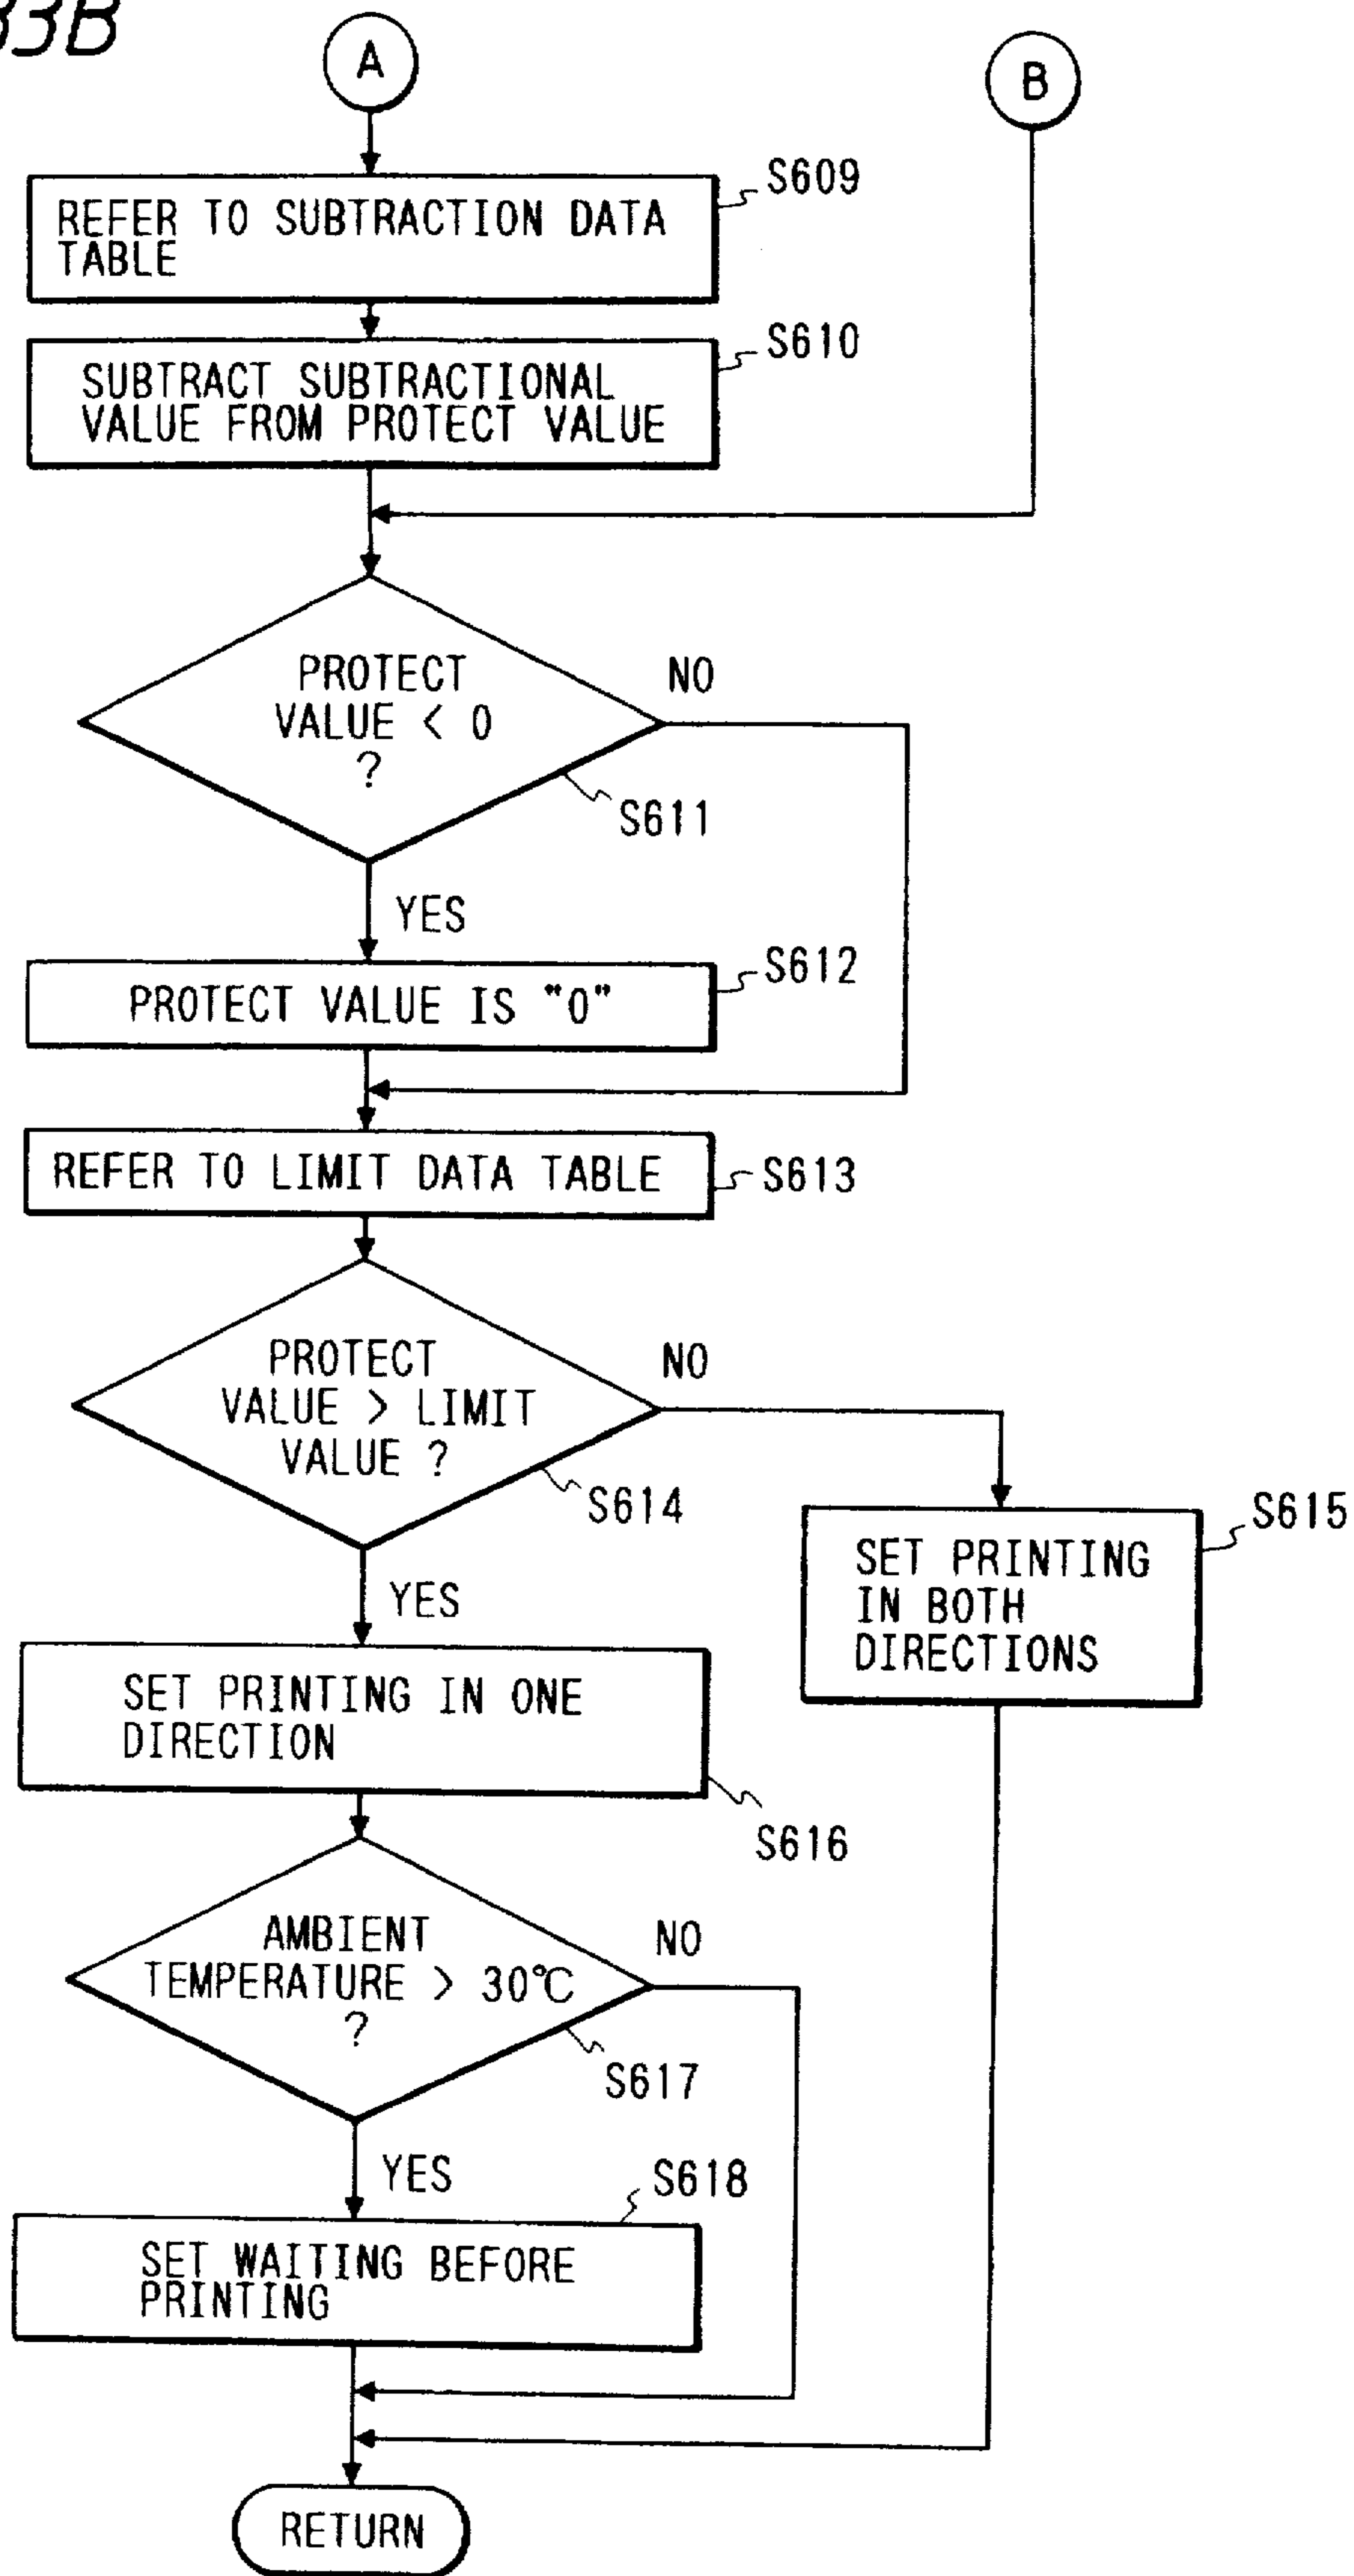 33B
A
B
S609
REFER TO SUBTRACTION DATA
TABLE
S610
SUBTRACT SUBTRACTIONAL
VALUE FROM PROTECT VALUE
PROTECT
VALUE < 0
?
NO
S611
YES
S612
PROTECT VALUE IS "0"
REFER TO LIMIT DATA TABLE
S613
PROTECT
VALUE > LIMIT
VALUE ?
NO
S614
S615
SET PRINTING
IN BOTH
DIRECTIONS
YES
SET PRINTING IN ONE
DIRECTION
S616
AMBIENT
TEMPERATURE > 30℃
?
NO
S617
YES
S618
SET WAITING BEFORE
PRINTING
RETURN